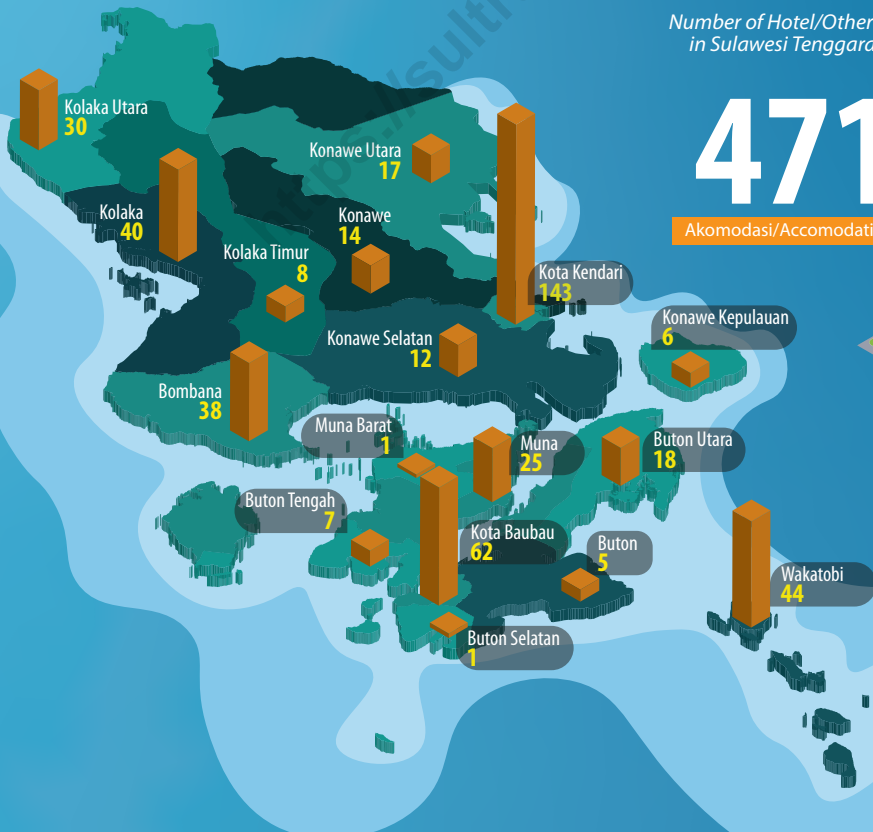 Number of Hotel/Other
in Sulawesi Tenggara
471
Akomodasi/Accomodati
https://sultr
Kolaka Utara
30
Konawe Utara
17
Kolaka
40
Konawe
14
Kolaka Timur
8
Kota Kendari
143
Konawe Kepulauan
6
Konawe Selatan
12
Bombana
38
Muna Barat
1
Muna
25
Buton Utara
18
Buton Tengah
7
Kota Baubau
62
Buton
5
Wakatobi
44
Buton Selatan
1